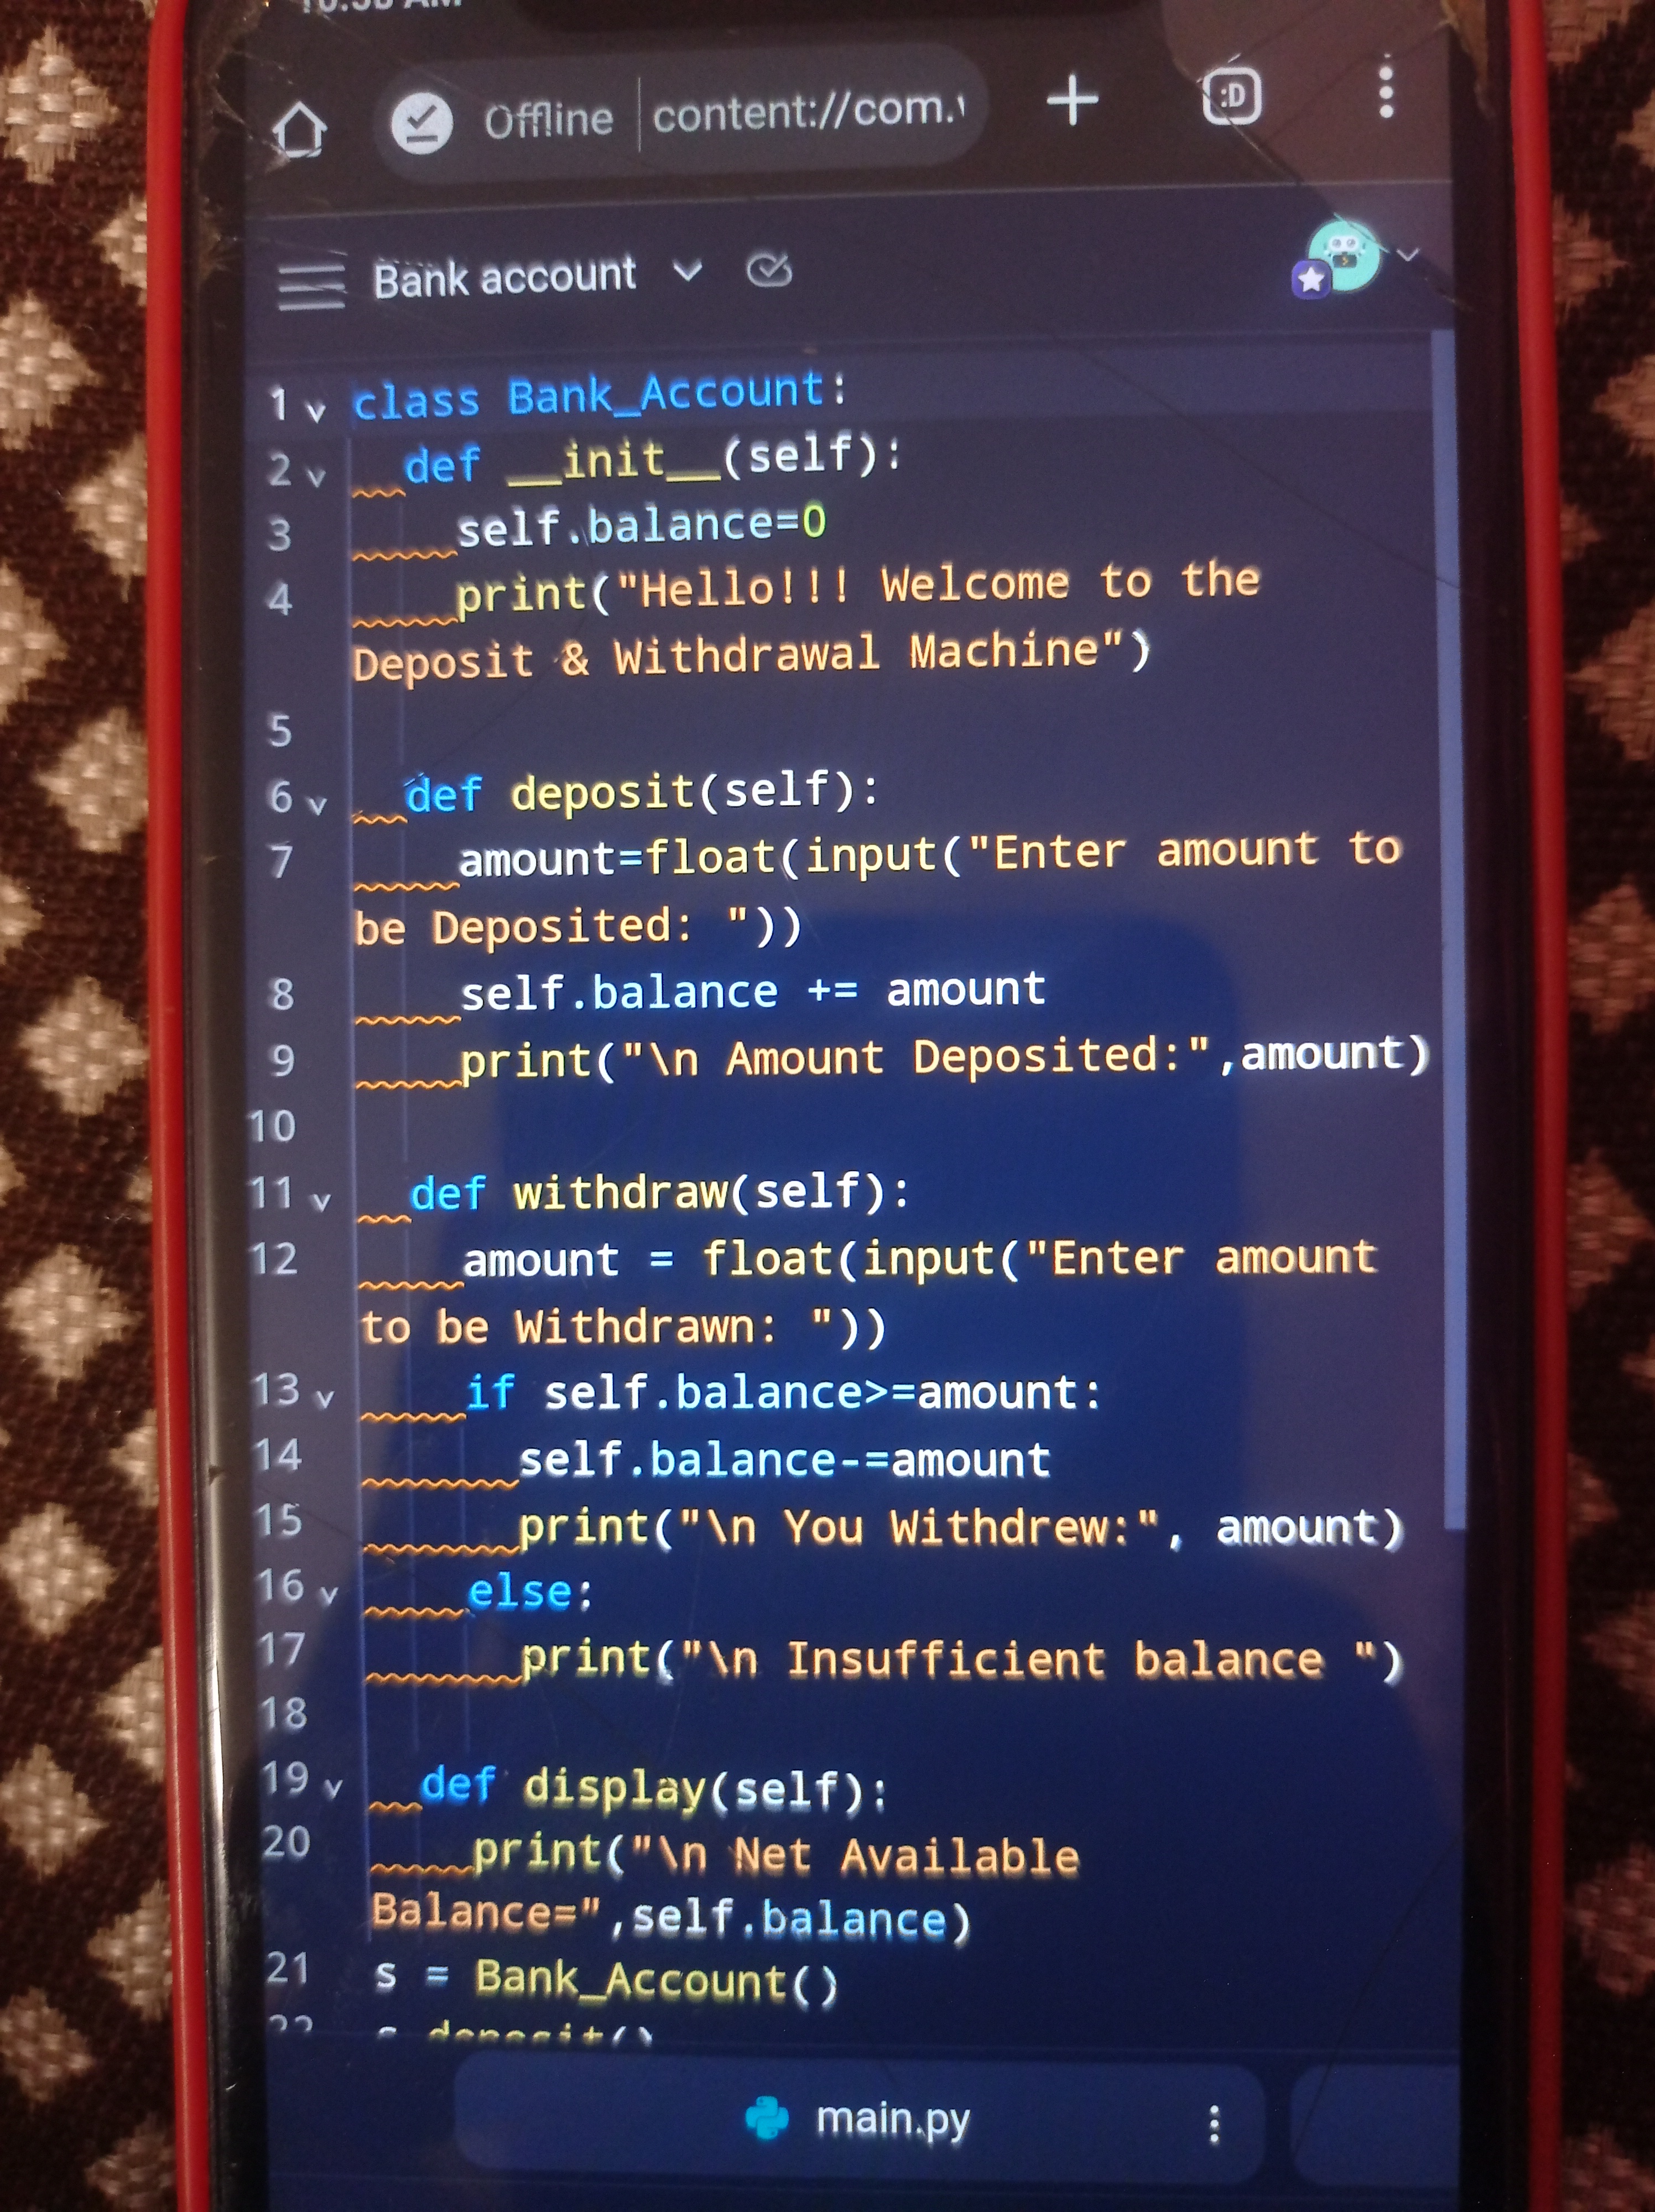 10:58 AM
Offline content://com.
:D
Bank account
1 class Bank_Account:
2 def __init__(self):
3 self.balance=0
4 print("Hello!!! Welcome to the
Deposit & Withdrawal Machine")
5
6 def deposit(self):
7 amount=float(input("Enter amount to
be Deposited: "))
8 self.balance += amount
9 print("\n Amount Deposited:",amount)
10
11 def withdraw(self):
12 amount = float(input("Enter amount
to be Withdrawn: "))
13 if self.balance>=amount:
14 self.balance-=amount
15 print("\n You Withdrew:", amount)
16 else:
17 print("\n Insufficient balance ")
18
19 def display(self):
20 print("\n Net Available
Balance=",self.balance)
21 s = Bank_Account()
22 s.deposit()
main.py